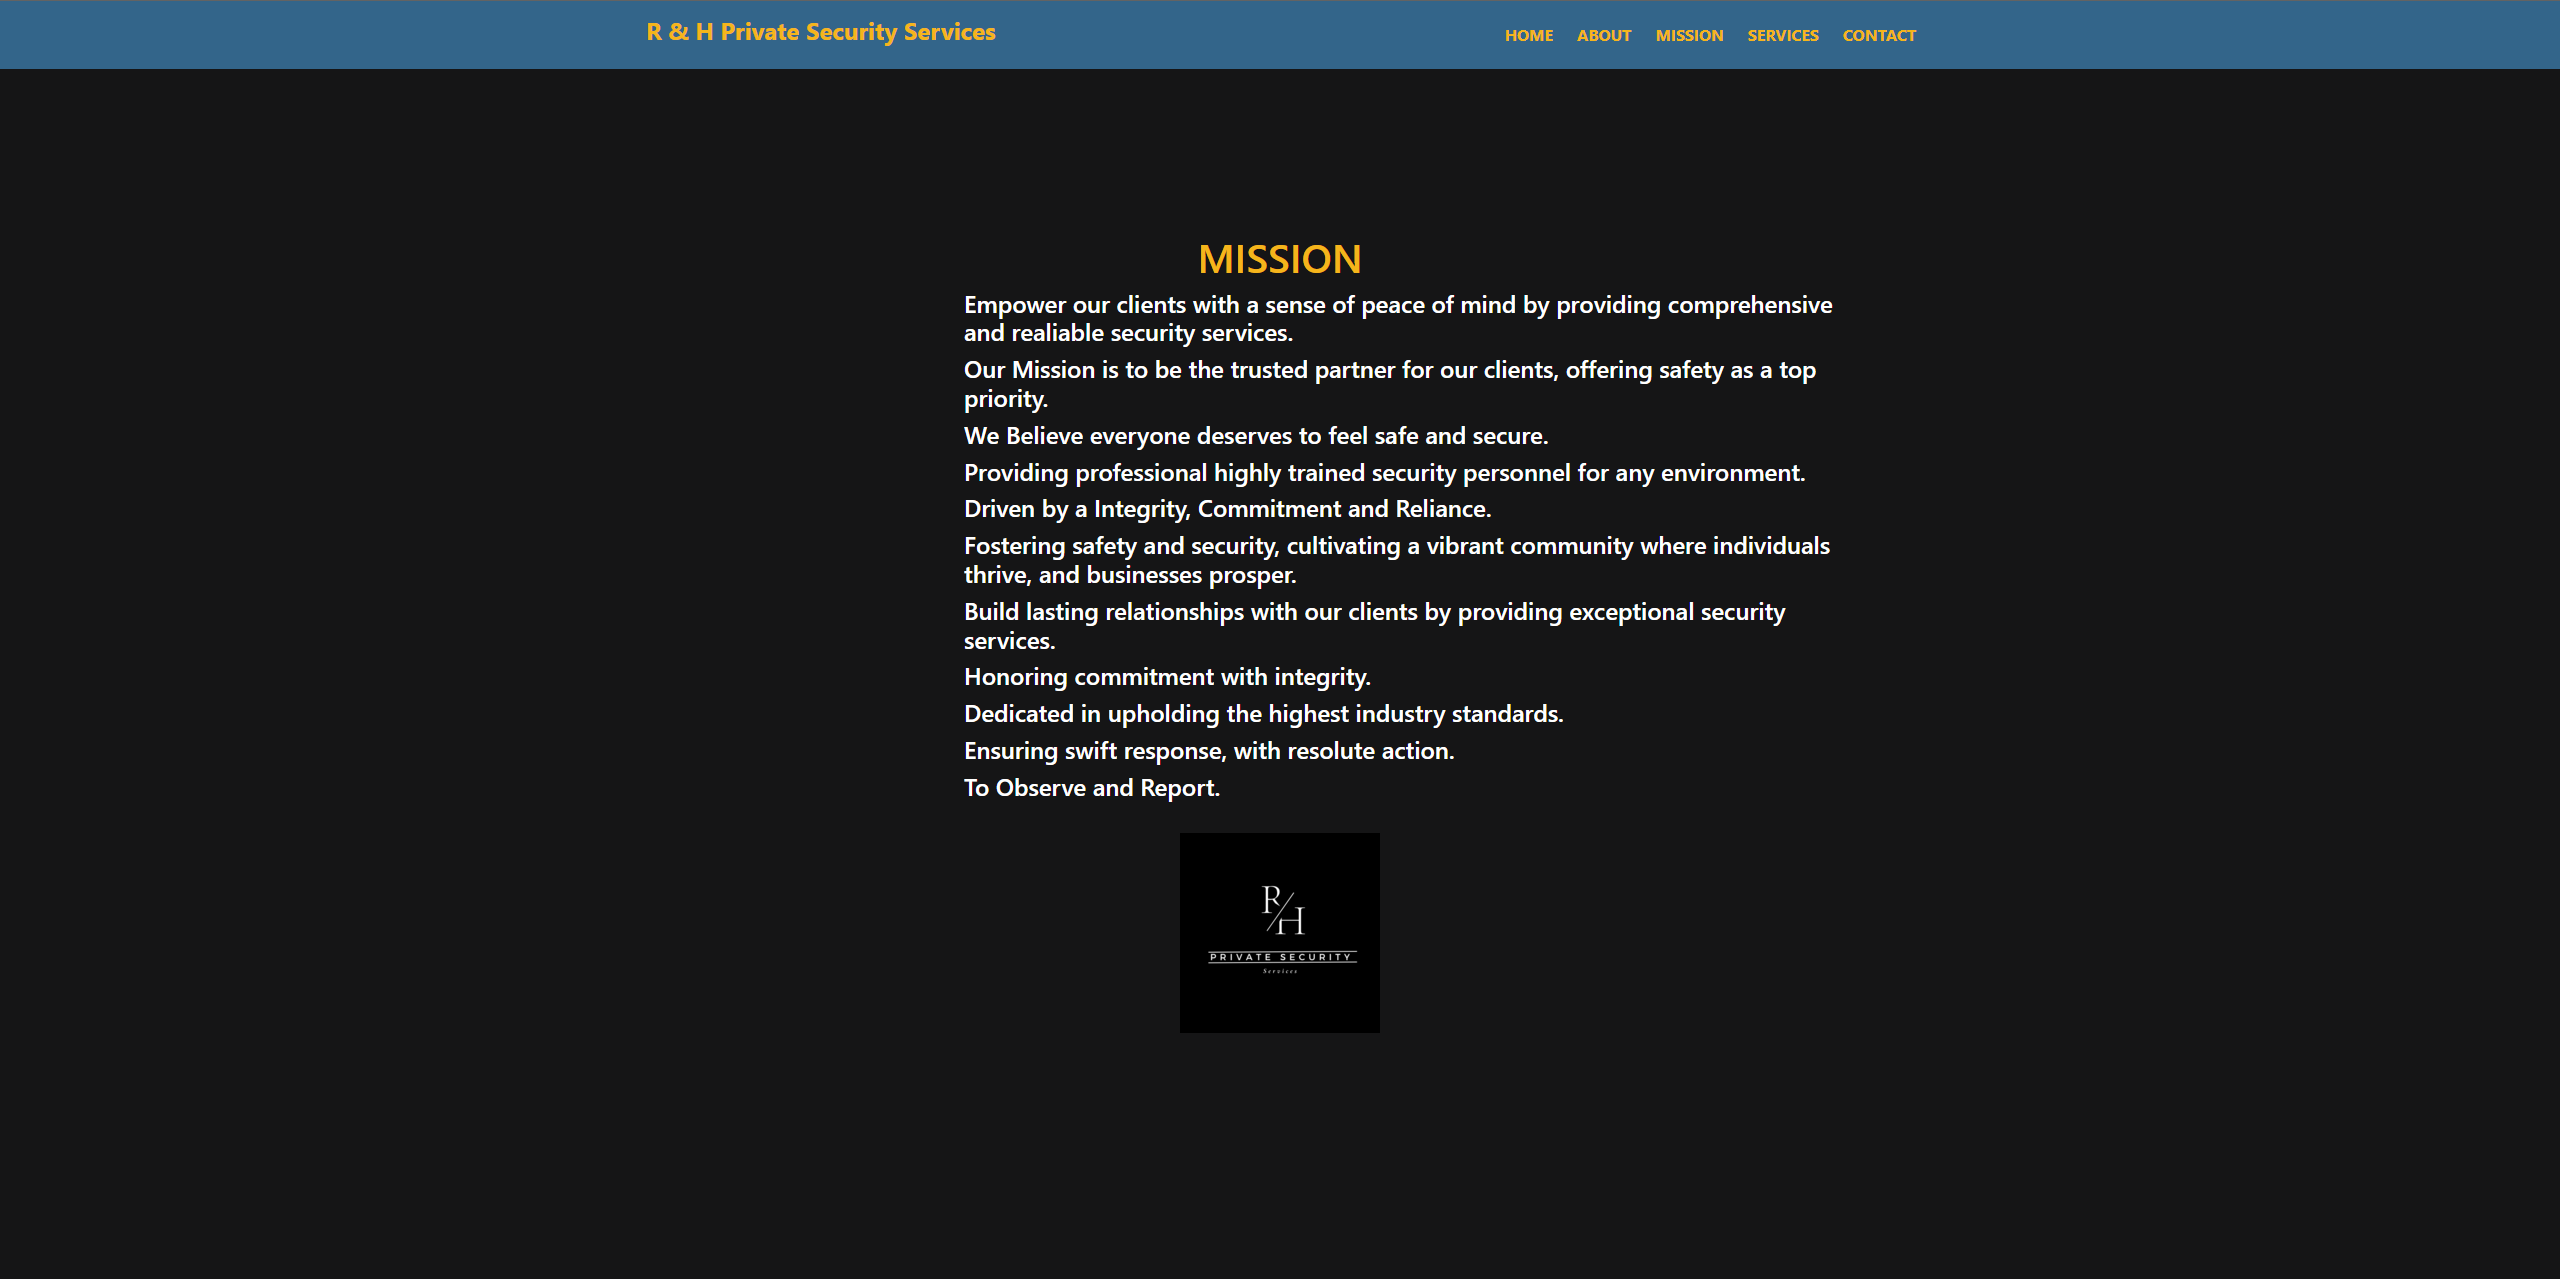 R & H Private Security Services
HOME ABOUT MISSION SERVICES CONTACT
MISSION
Empower our clients with a sense of peace of mind by providing comprehensive
and realiable security services.
Our Mission is to be the trusted partner for our clients, offering safety as a top
priority.
We Believe everyone deserves to feel safe and secure.
Providing professional highly trained security personnel for any environment.
Driven by a Integrity, Commitment and Reliance.
Fostering safety and security, cultivating a vibrant community where individuals
thrive, and businesses prosper.
Build lasting relationships with our clients by providing exceptional security
services.
Honoring commitment with integrity.
Dedicated in upholding the highest industry standards.
Ensuring swift response, with resolute action.
To Observe and Report.
R/H
PRIVATE SECURITY
Services